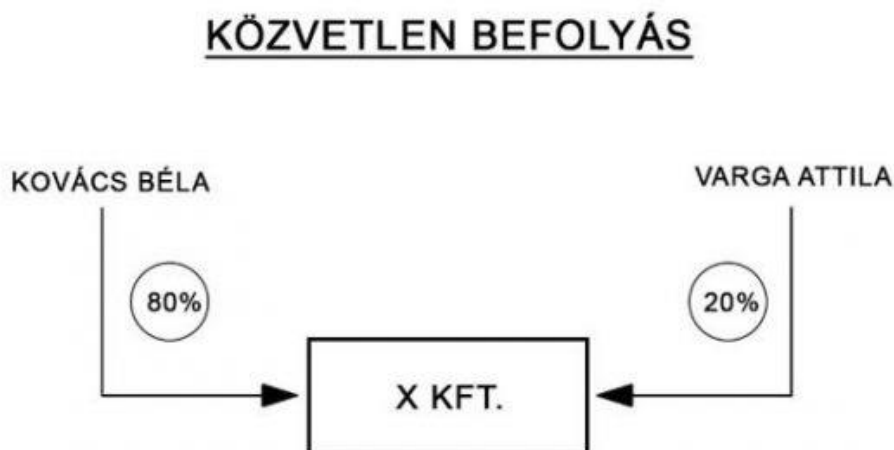 KÖZVETLEN BEFOLYÁS
KOVÁCS BÉLA
VARGA ATTILA
80%
20%
X KFT.